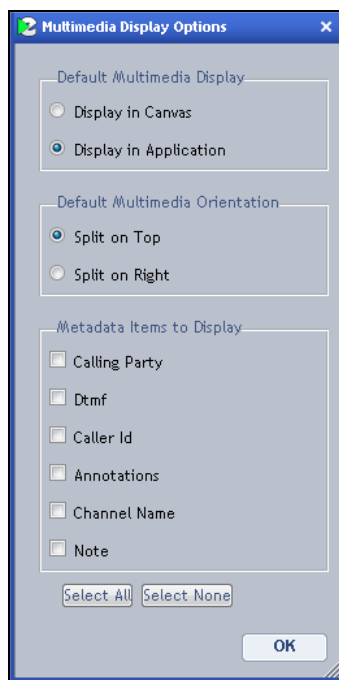 Multimedia Display Options
Default Multimedia Display
Display in Canvas
Display in Application
Default Multimedia Orientation
Split on Top
Split on Right
Metadata Items to Display
Calling Party
Dtmf
Caller Id
Annotations
Channel Name
Note
Select All Select None
OK